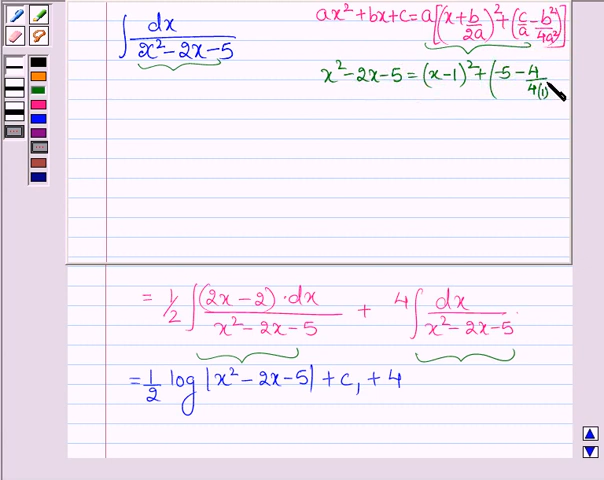 ∫ dx / (x² − 2x − 5)
ax² + bx + c = a[(x + b/2a)² + (c/a − b²/4a²)]
x² − 2x − 5 = (x − 1)² + (−5 − 4/4(1)
= 1/2 ∫ (2x − 2)·dx / (x² − 2x − 5) + 4 ∫ dx / (x² − 2x − 5)
= 1/2 log |x² − 2x − 5| + c₁ + 4